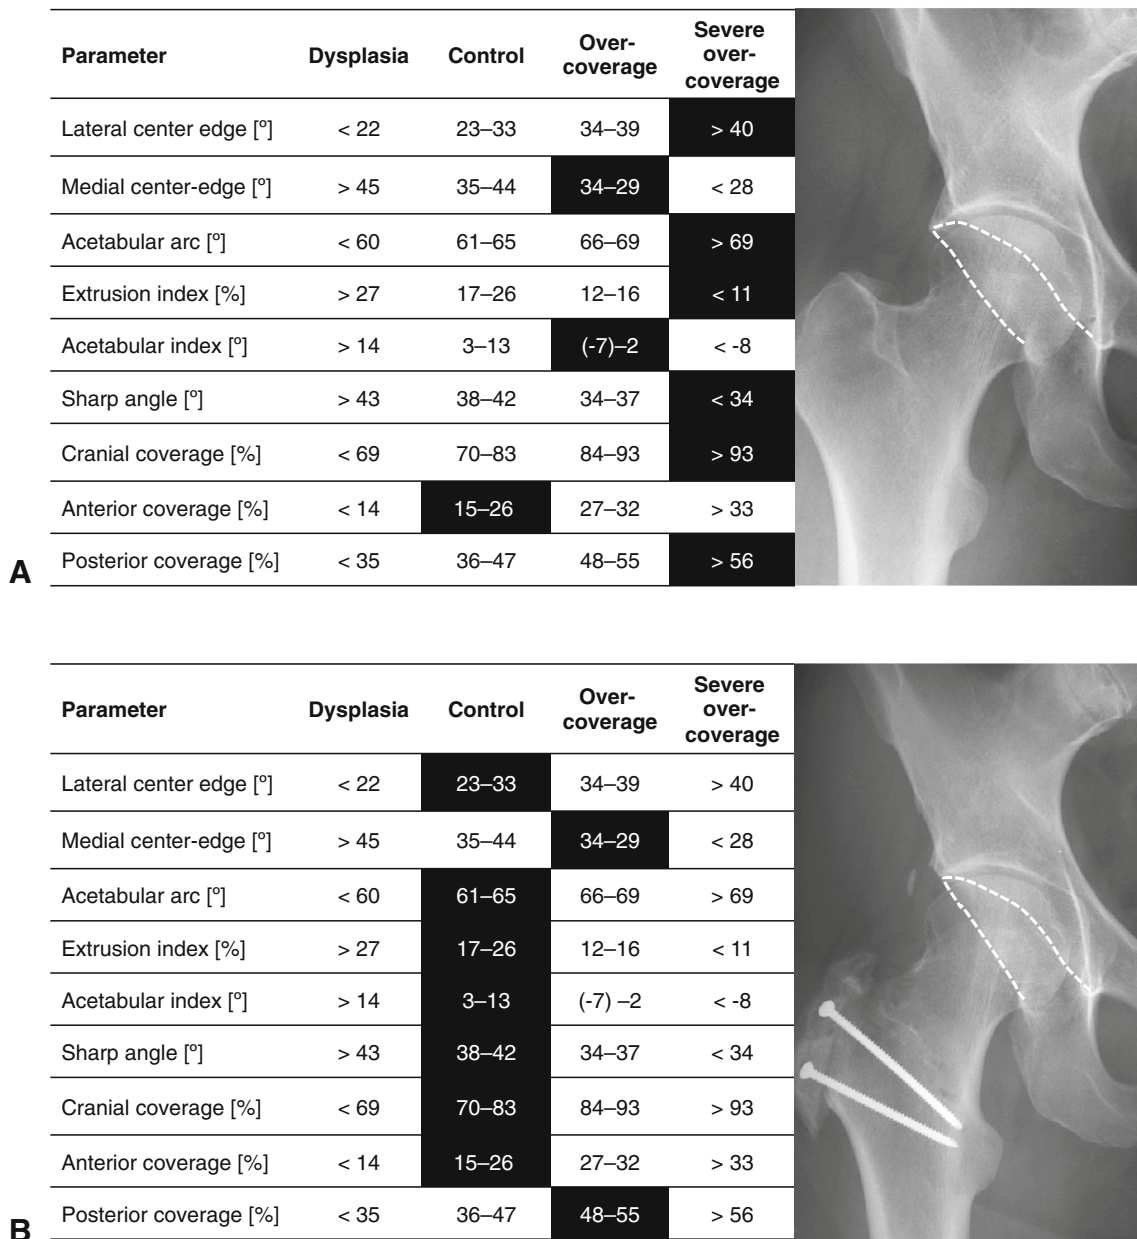 Parameter Dysplasia Control Over-coverage Severe over-coverage
Lateral center edge [º] < 22 23–33 34–39 > 40
Medial center-edge [º] > 45 35–44 34–29 < 28
Acetabular arc [º] < 60 61–65 66–69 > 69
Extrusion index [%] > 27 17–26 12–16 < 11
Acetabular index [º] > 14 3–13 (-7)–2 < -8
Sharp angle [º] > 43 38–42 34–37 < 34
Cranial coverage [%] < 69 70–83 84–93 > 93
Anterior coverage [%] < 14 15–26 27–32 > 33
Posterior coverage [%] < 35 36–47 48–55 > 56
A
Parameter Dysplasia Control Over-coverage Severe over-coverage
Lateral center edge [º] < 22 23–33 34–39 > 40
Medial center-edge [º] > 45 35–44 34–29 < 28
Acetabular arc [º] < 60 61–65 66–69 > 69
Extrusion index [%] > 27 17–26 12–16 < 11
Acetabular index [º] > 14 3–13 (-7) –2 < -8
Sharp angle [º] > 43 38–42 34–37 < 34
Cranial coverage [%] < 69 70–83 84–93 > 93
Anterior coverage [%] < 14 15–26 27–32 > 33
Posterior coverage [%] < 35 36–47 48–55 > 56
B